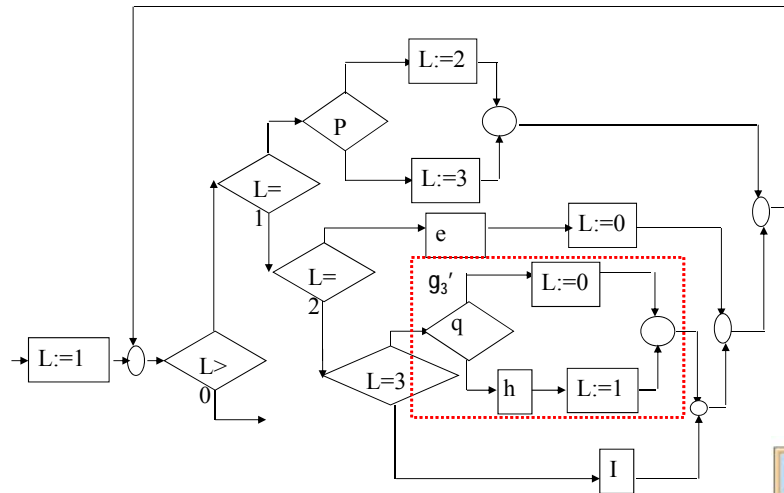 L:=2
P
L:=3
L=
1
e
L:=0
L=
2
g₃′
L:=0
q
L:=1
L>
0
L=3
h
L:=1
I